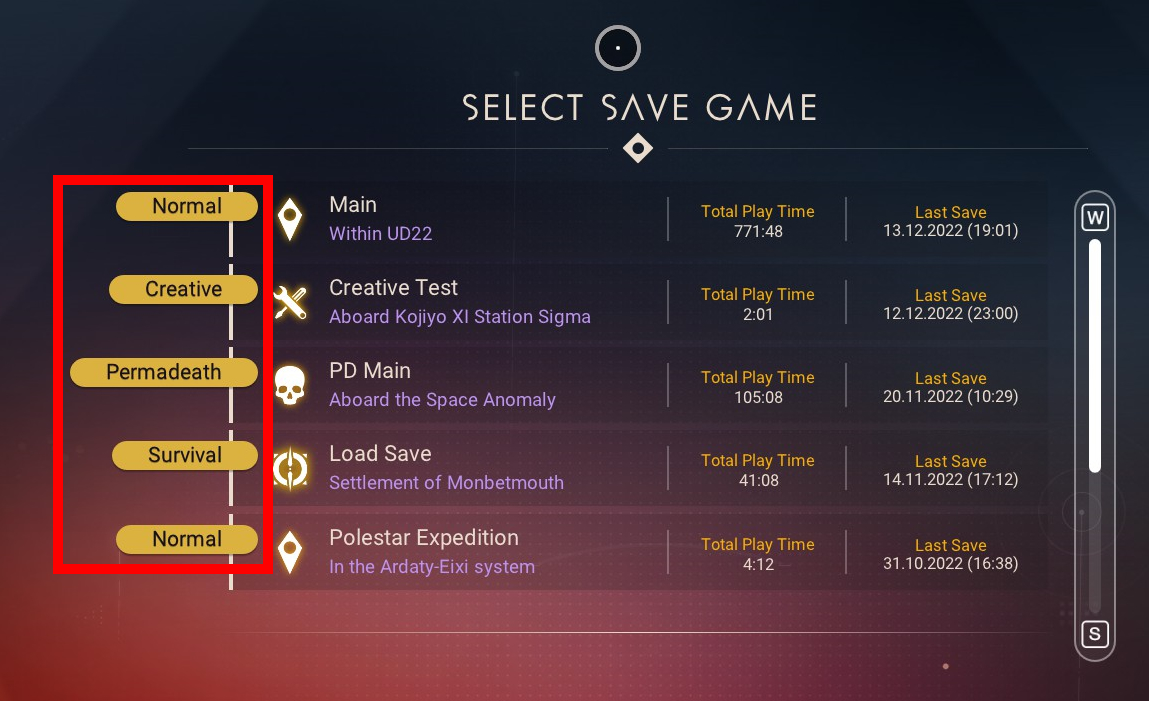 SELECT SAVE GAME
Normal
Main
Within UD22
Total Play Time
771:48
Last Save
13.12.2022 (19:01)
W
Creative
Creative Test
Aboard Kojiyo XI Station Sigma
Total Play Time
2:01
Last Save
12.12.2022 (23:00)
Permadeath
PD Main
Aboard the Space Anomaly
Total Play Time
105:08
Last Save
20.11.2022 (10:29)
Survival
Load Save
Settlement of Monbetmouth
Total Play Time
41:08
Last Save
14.11.2022 (17:12)
Normal
Polestar Expedition
In the Ardaty-Eixi system
Total Play Time
4:12
Last Save
31.10.2022 (16:38)
S